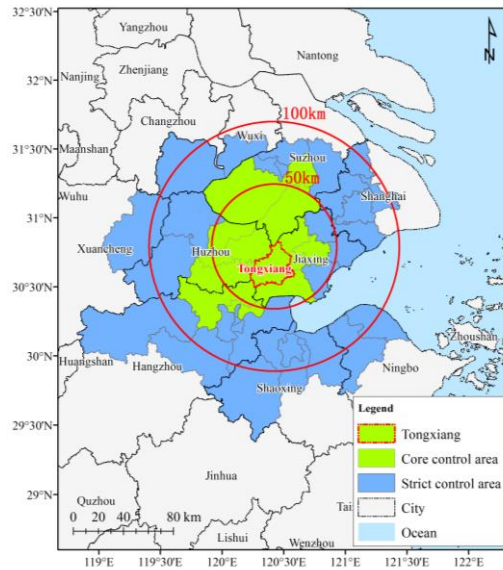 32°30'N
32°N
31°30'N
31°N
30°30'N
30°N
29°30'N
29°N
119°E
119°30'E
120°E
120°30'E
121°E
121°30'E
122°E
N
Yangzhou
Nantong
Zhenjiang
Nanjing
Changzhou
Maanshan
Wuxi
100km
Suzhou
50km
Wuhu
Shanghai
Xuancheng
Huzhou
Jiaxing
Tongxiang
Zhoushan
Huangshan
Hangzhou
Ningbo
Shaoxing
Jinhua
Quzhou
Tai
Lishui
Wenzhou
0 20 40 80 km
Legend
Tongxiang
Core control area
Strict control area
City
Ocean